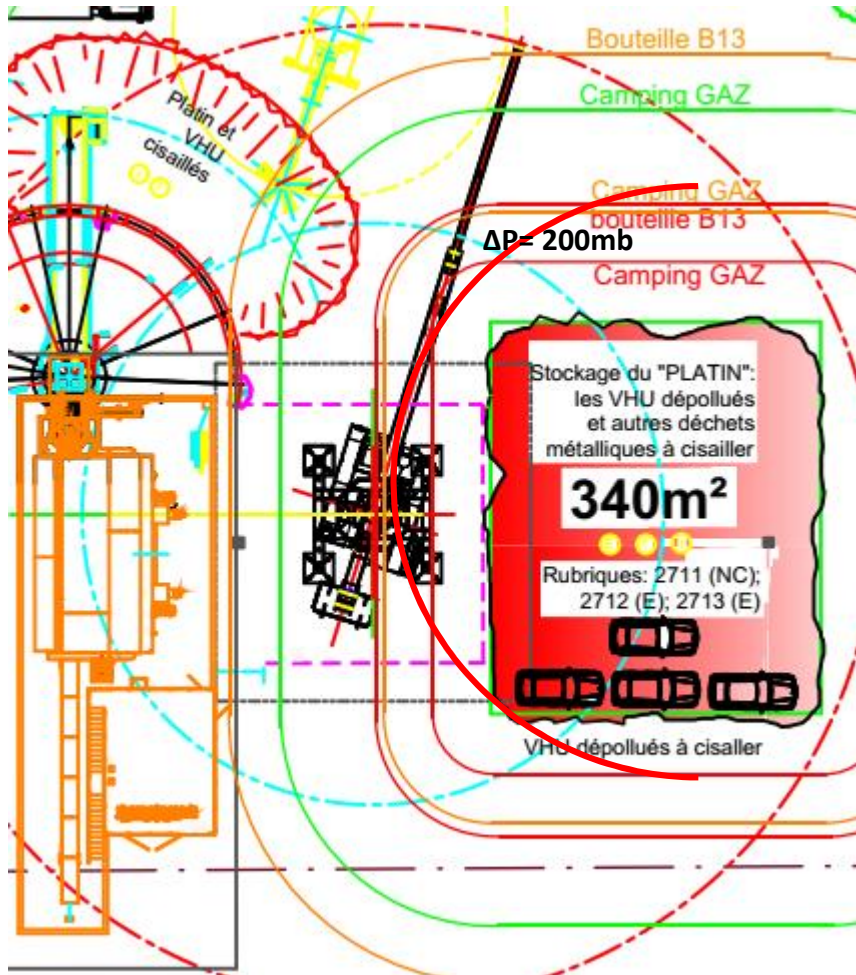 Bouteille B13
Camping GAZ
Platin et
VHU
cisaillés
Camping GAZ
bouteille B13
ΔP= 200mb
Camping GAZ
Stockage du "PLATIN":
les VHU dépollués
et autres déchets
métalliques à cisailler
340m²
Rubriques: 2711 (NC);
2712 (E); 2713 (E)
VHU dépollués à cisaller